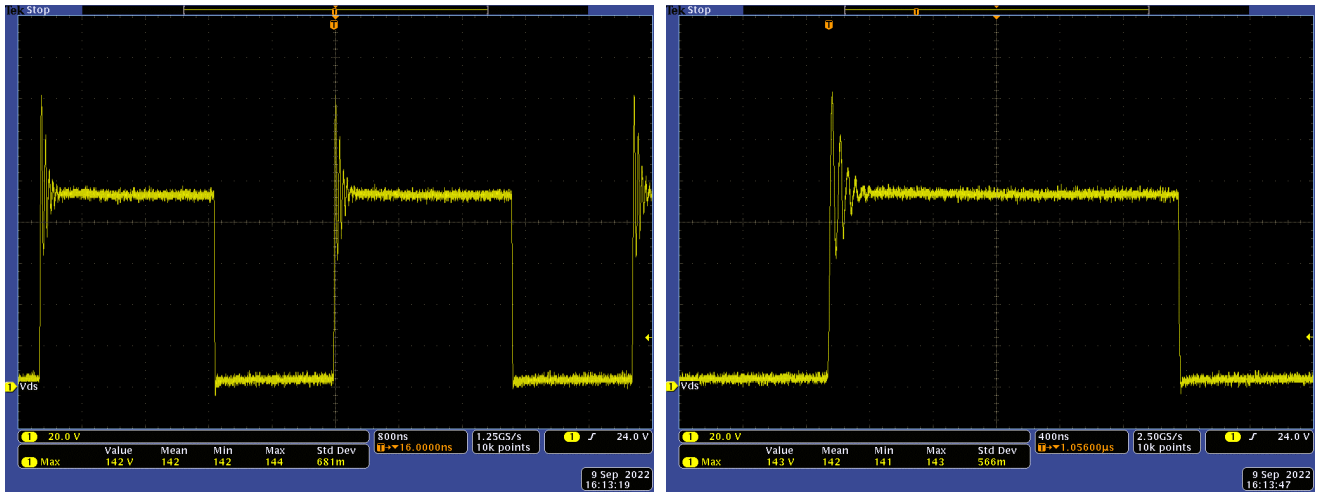 Tek Stop
T
T
1 Vds
1 20.0 V
800ns
T→▼16.0000ns
1.25GS/s
10k points
1 ∫ 24.0 V
Value Mean Min Max Std Dev
1 Max 142 V 142 142 144 681m
9 Sep 2022
16:13:19
Tek Stop
T
T
1 Vds
1 20.0 V
400ns
T→▼1.05600µs
2.50GS/s
10k points
1 ∫ 24.0 V
Value Mean Min Max Std Dev
1 Max 143 V 142 141 143 566m
9 Sep 2022
16:13:47